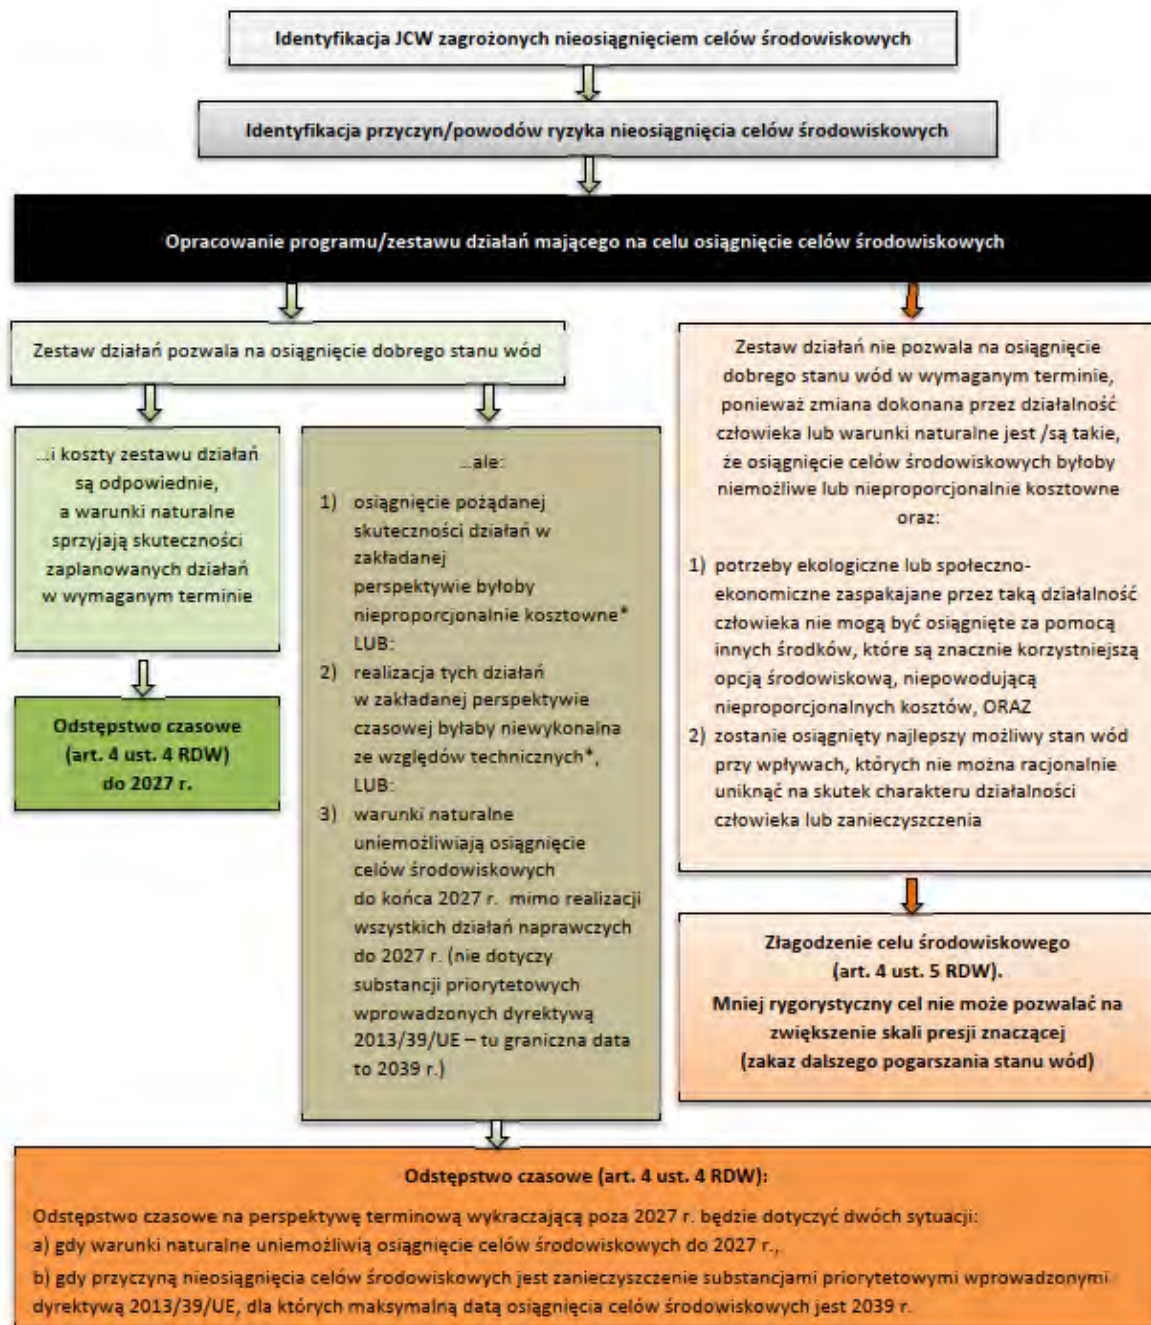 Identyfikacja JCW zagrożonych nieosiągnięciem celów środowiskowych
Identyfikacja przyczyn/powodów ryzyka nieosiągnięcia celów środowiskowych
Opracowanie programu/zestawu działań mającego na celu osiągnięcie celów środowiskowych
Zestaw działań pozwala na osiągnięcie dobrego stanu wód
...i koszty zestawu działań
są odpowiednie,
a warunki naturalne
sprzyjają skuteczności
zaplanowanych działań
w wymaganym terminie
Odstępstwo czasowe
(art. 4 ust. 4 RDW)
do 2027 r.
...ale:
1) osiągnięcie pożądanej
skuteczności działań w
zakładanej
perspektywie byłoby
nieproporcjonalnie kosztowne*
LUB:
2) realizacja tych działań
w zakładanej perspektywie
czasowej byłaby niewykonalna
ze względów technicznych*,
LUB:
3) warunki naturalne
uniemożliwiają osiągnięcie
celów środowiskowych
do końca 2027 r. mimo realizacji
wszystkich działań naprawczych
do 2027 r. (nie dotyczy
substancji priorytetowych
wprowadzonych dyrektywą
2013/39/UE – tu graniczna data
to 2039 r.)
Zestaw działań nie pozwala na osiągnięcie
dobrego stanu wód w wymaganym terminie,
ponieważ zmiana dokonana przez działalność
człowieka lub warunki naturalne jest /są takie,
że osiągnięcie celów środowiskowych byłoby
niemożliwe lub nieproporcjonalnie kosztowne
oraz:
1) potrzeby ekologiczne lub społeczno-
ekonomiczne zaspakajane przez taką działalność
człowieka nie mogą być osiągnięte za pomocą
innych środków, które są znacznie korzystniejszą
opcją środowiskową, niepowodującą
nieproporcjonalnych kosztów, ORAZ
2) zostanie osiągnięty najlepszy możliwy stan wód
przy wpływach, których nie można racjonalnie
uniknąć na skutek charakteru działalności
człowieka lub zanieczyszczenia
Złagodzenie celu środowiskowego
(art. 4 ust. 5 RDW).
Mniej rygorystyczny cel nie może pozwalać na
zwiększenie skali presji znaczącej
(zakaz dalszego pogarszania stanu wód)
Odstępstwo czasowe (art. 4 ust. 4 RDW):
Odstępstwo czasowe na perspektywę terminową wykraczającą poza 2027 r. będzie dotyczyć dwóch sytuacji:
a) gdy warunki naturalne uniemożliwią osiągnięcie celów środowiskowych do 2027 r.,
b) gdy przyczyną nieosiągnięcia celów środowiskowych jest zanieczyszczenie substancjami priorytetowymi wprowadzonymi
dyrektywą 2013/39/UE, dla których maksymalną datą osiągnięcia celów środowiskowych jest 2039 r.